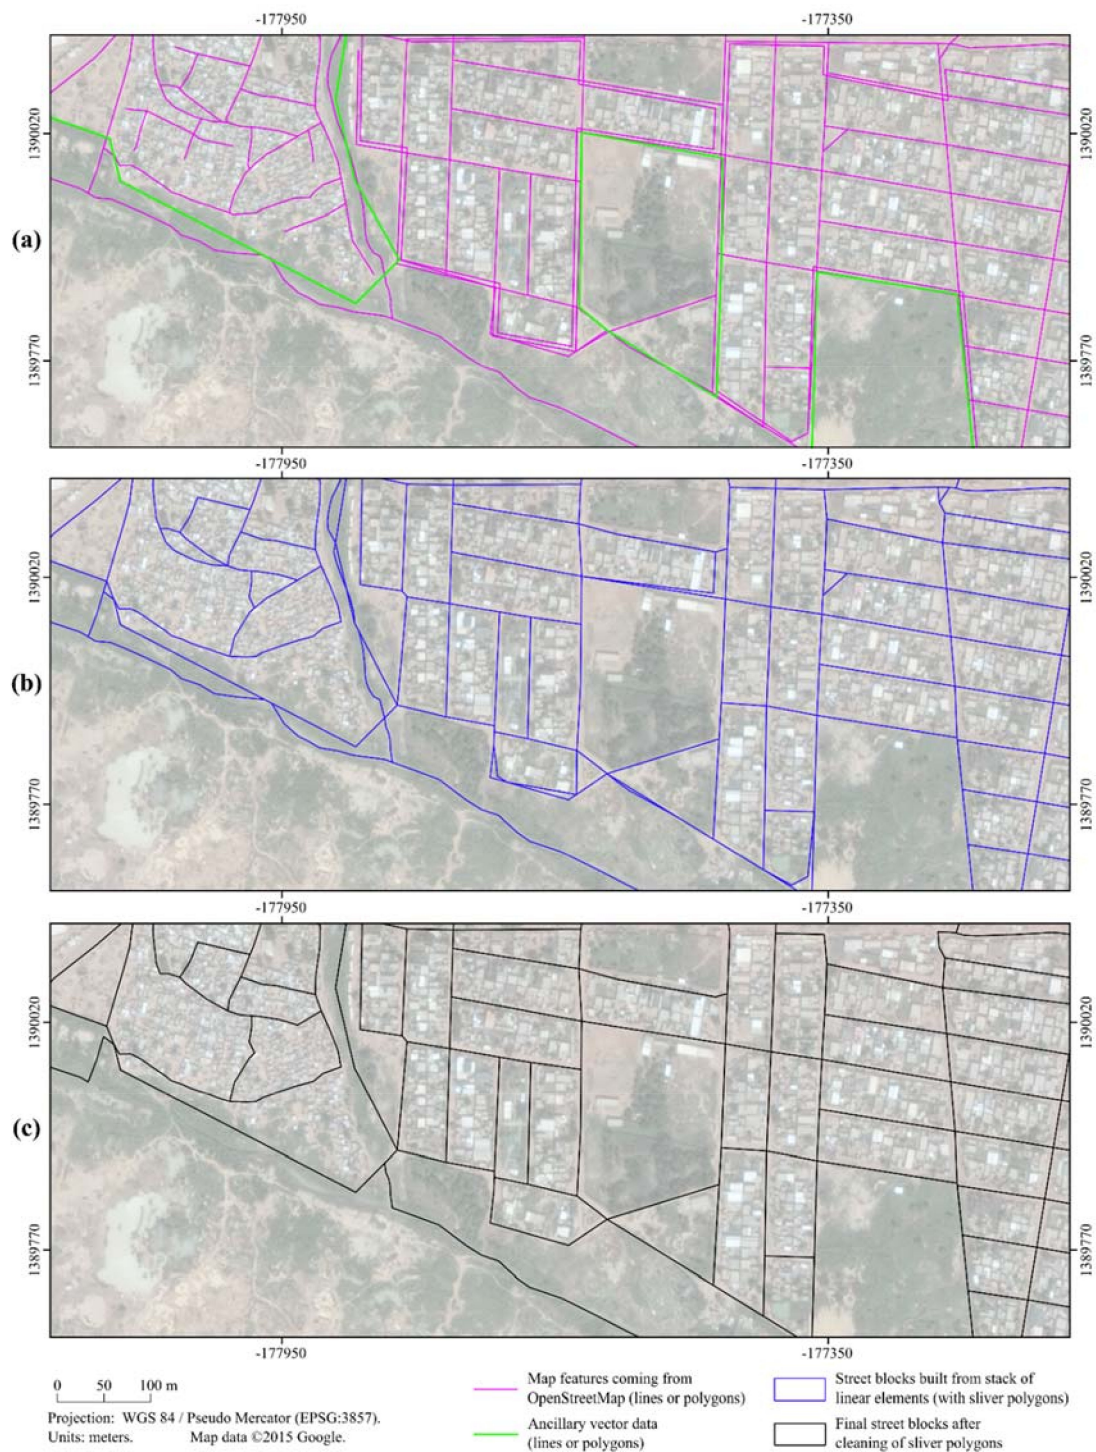 -177950 -177350
1390020 1390020
(a)
1389770 1389770
-177950 -177350
1390020 1390020
(b)
1389770 1389770
-177950 -177350
1390020 1390020
(c)
1389770 1389770
-177950 -177350
0 50 100 m
Projection: WGS 84 / Pseudo Mercator (EPSG:3857).
Units: meters. Map data ©2015 Google.
Map features coming from
OpenStreetMap (lines or polygons)
Ancillary vector data
(lines or polygons)
Street blocks built from stack of
linear elements (with sliver polygons)
Final street blocks after
cleaning of sliver polygons